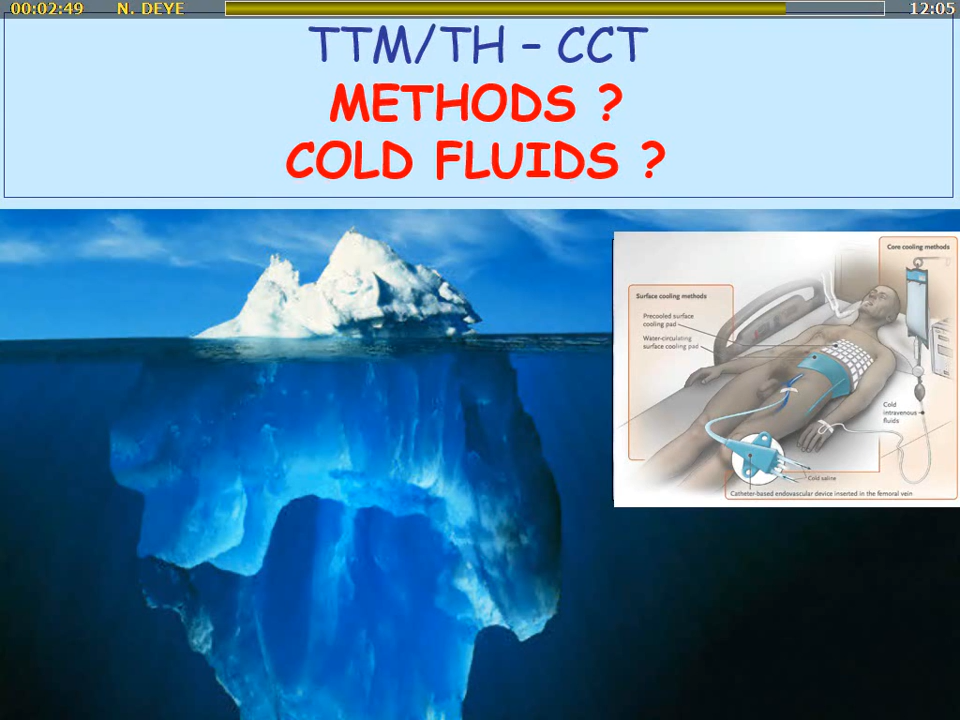 00:02:49 N. DEYE 12:05
TTM/TH – CCT
METHODS ?
COLD FLUIDS ?
Core cooling methods
Surface cooling methods
Precooled surface
cooling pad
Water-circulating
surface cooling pad
Cold
intravenous
fluids
Cold saline
Catheter-based endovascular device inserted in the femoral vein